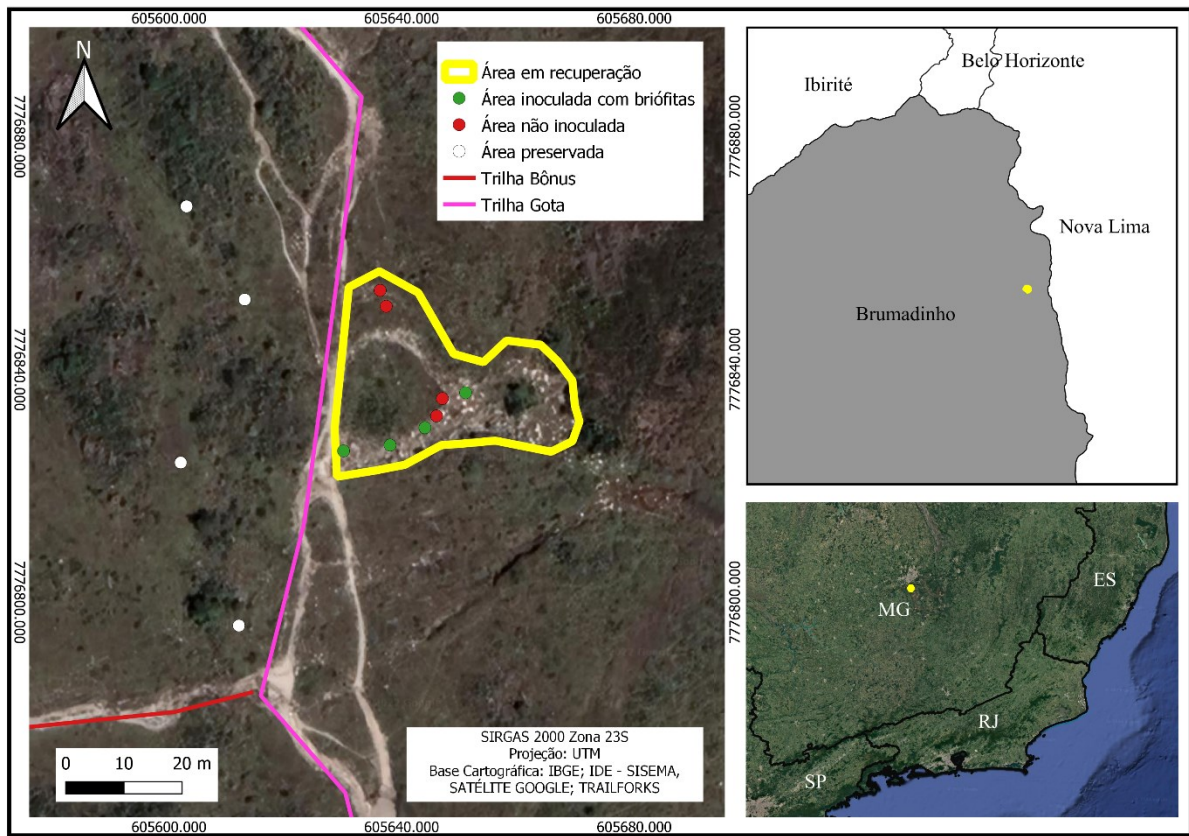 605600.000
605640.000
605680.000
N
Área em recuperação
Área inoculada com briófitas
Área não inoculada
Área preservada
Trilha Bônus
Trilha Gota
7776880.000
7776840.000
7776800.000
7776880.000
7776840.000
7776800.000
0 10 20 m
SIRGAS 2000 Zona 23S
Projeção: UTM
Base Cartográfica: IBGE; IDE - SISEMA,
SATÉLITE GOOGLE; TRAILFORKS
605600.000
605640.000
605680.000
Belo Horizonte
Ibirité
Nova Lima
Brumadinho
ES
MG
RJ
SP